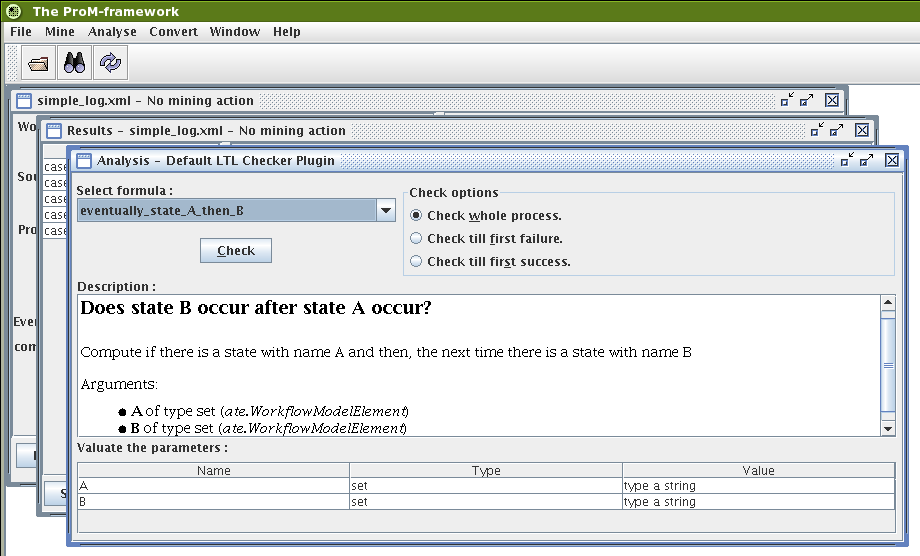 The ProM-framework
File Mine Analyse Convert Window Help
simple_log.xml - No mining action
Wo
Results - simple_log.xml - No mining action
Analysis - Default LTL Checker Plugin
case
case
case
case
case
Sou
Pro
Even
com
S
Select formula :
eventually_state_A_then_B
Check
Check options
Check whole process.
Check till first failure.
Check till first success.
Description :
Does state B occur after state A occur?
Compute if there is a state with name A and then, the next time there is a state with name B
Arguments:
● A of type set (ate.WorkflowModelElement)
● B of type set (ate.WorkflowModelElement)
Valuate the parameters :
Name Type Value
A set type a string
B set type a string